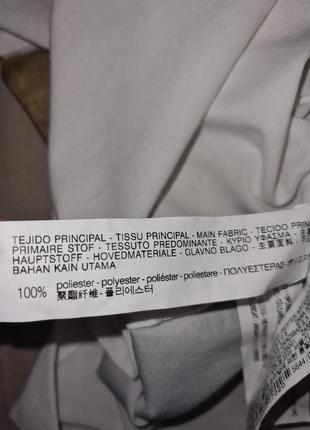 TEJIDO PRINCIPAL - TISSU PRINCIPAL - MAIN FABRIC - TECIDO PRIN
PRIMAIRE STOF - TESSUTO PREDOMINANTE - ΚΥΡΙΟ ΥΦΑΣΜΑ - 主要面料
HAUPTSTOFF - HOVEDMATERIALE - GLAVNO BLAGO -
BAHAN KAIN UTAMA
100% poliester - polyester - poliéster - poliestere - ΠΟΛΥΕΣΤΕΡΑΣ
聚酯纤维 - 폴리에스터